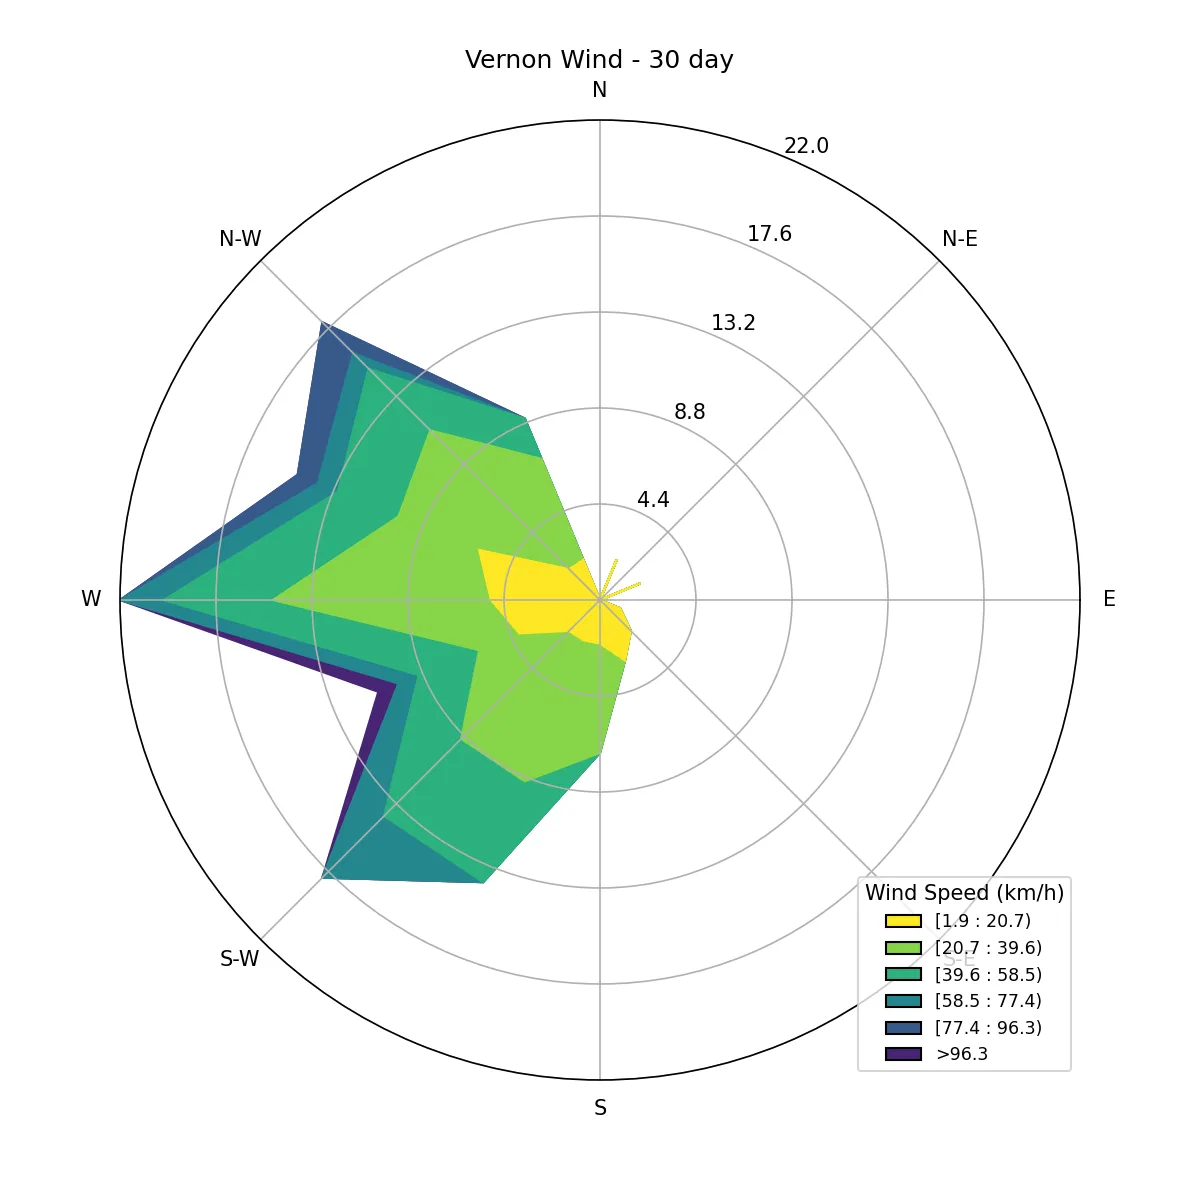 Vernon Wind - 30 day
N
22.0
N-W
17.6
N-E
13.2
8.8
4.4
W
E
Wind Speed (km/h)
[1.9 : 20.7)
[20.7 : 39.6)
S-W
S-E
[39.6 : 58.5)
[58.5 : 77.4)
[77.4 : 96.3)
>96.3
S